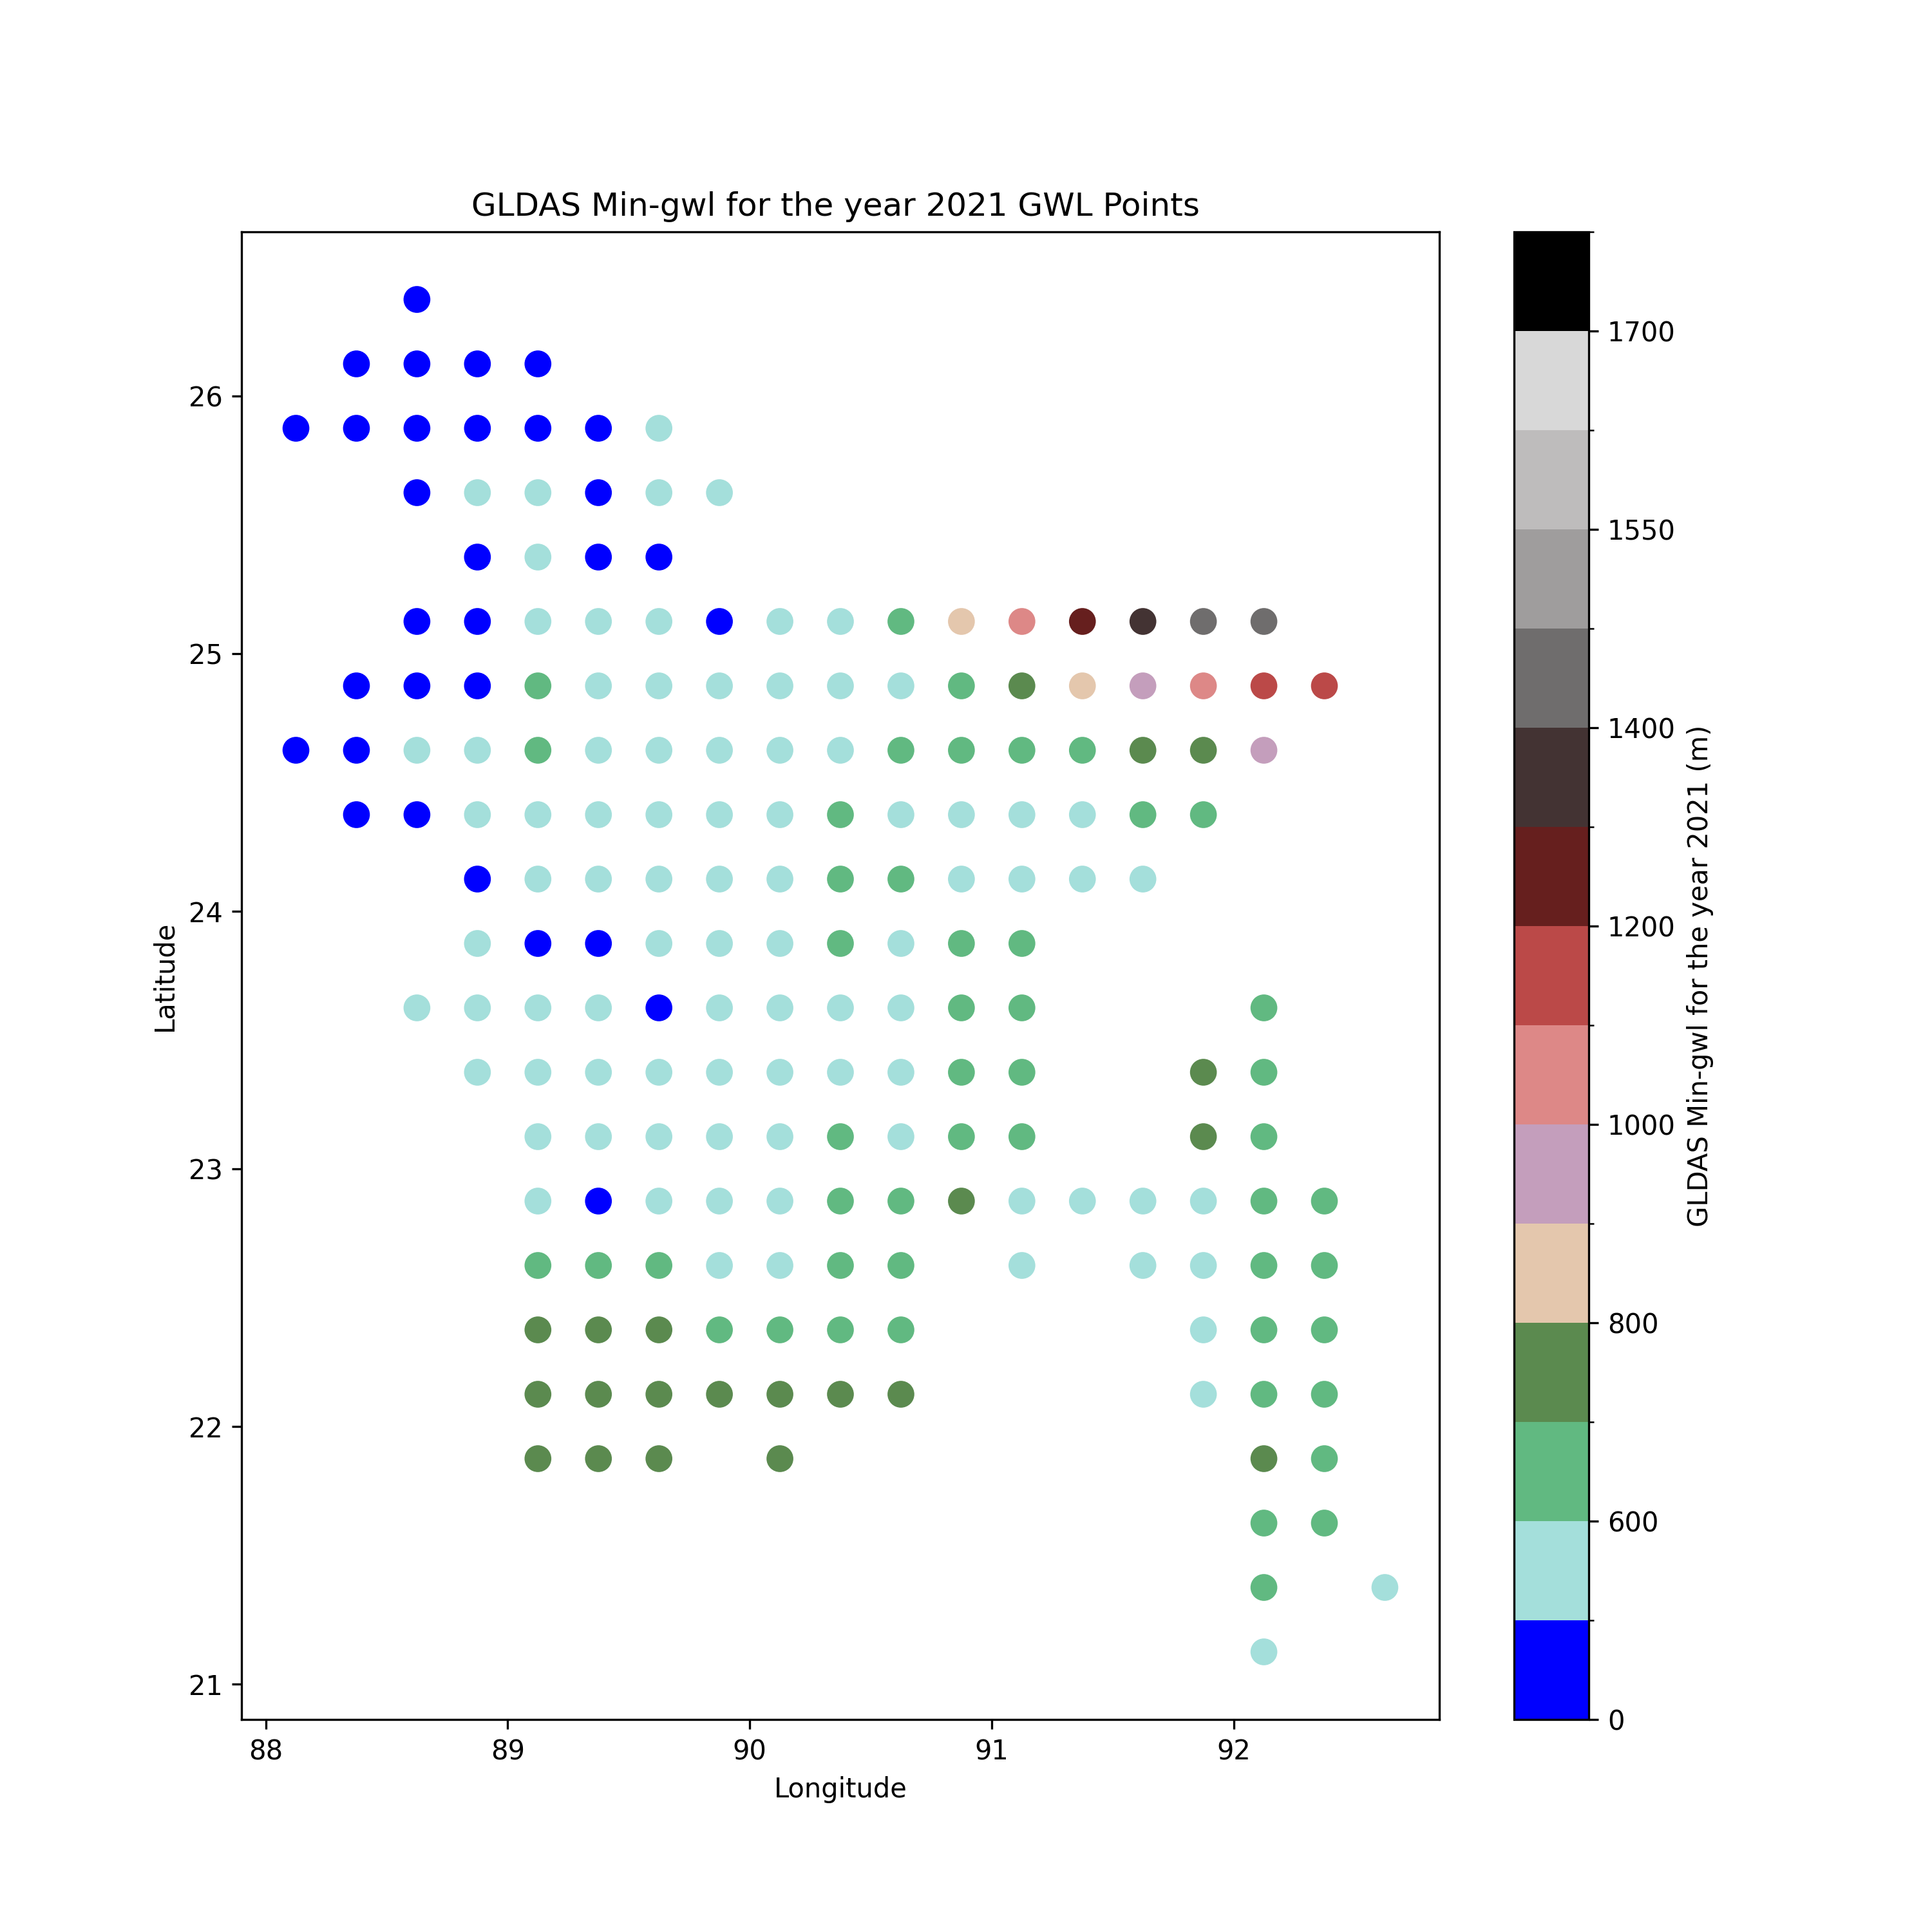 GLDAS Min-gwl for the year 2021 GWL Points
26
25
24
23
22
21
Latitude
88 89 90 91 92
Longitude
1700
1550
1400
1200
1000
800
600
0
GLDAS Min-gwl for the year 2021 (m)